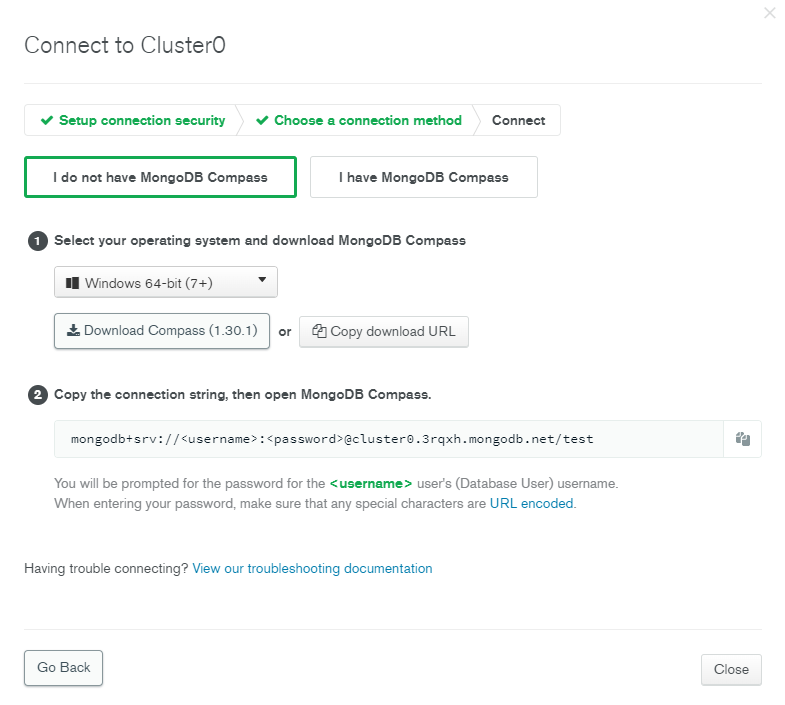 Connect to Cluster0
Setup connection security
Choose a connection method
Connect
I do not have MongoDB Compass
I have MongoDB Compass
1 Select your operating system and download MongoDB Compass
Windows 64-bit (7+)
Download Compass (1.30.1) or Copy download URL
2 Copy the connection string, then open MongoDB Compass.
mongodb+srv://<username>:<password>@cluster0.3rqxh.mongodb.net/test
You will be prompted for the password for the <username> user's (Database User) username.
When entering your password, make sure that any special characters are URL encoded.
Having trouble connecting? View our troubleshooting documentation
Go Back
Close